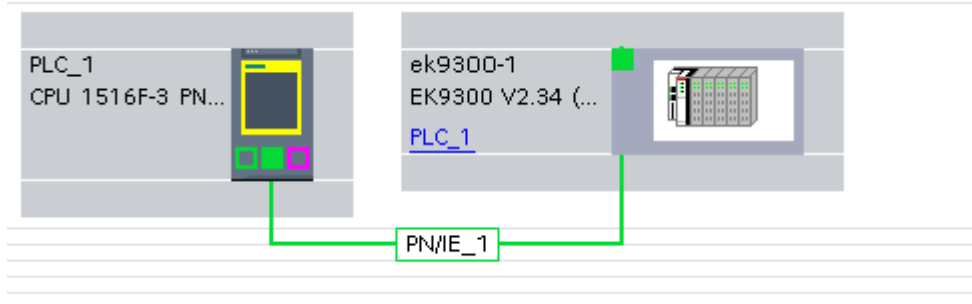 PLC_1
CPU 1516F-3 PN...
ek9300-1
EK9300 V2.34 (...
PLC_1
PN/IE_1